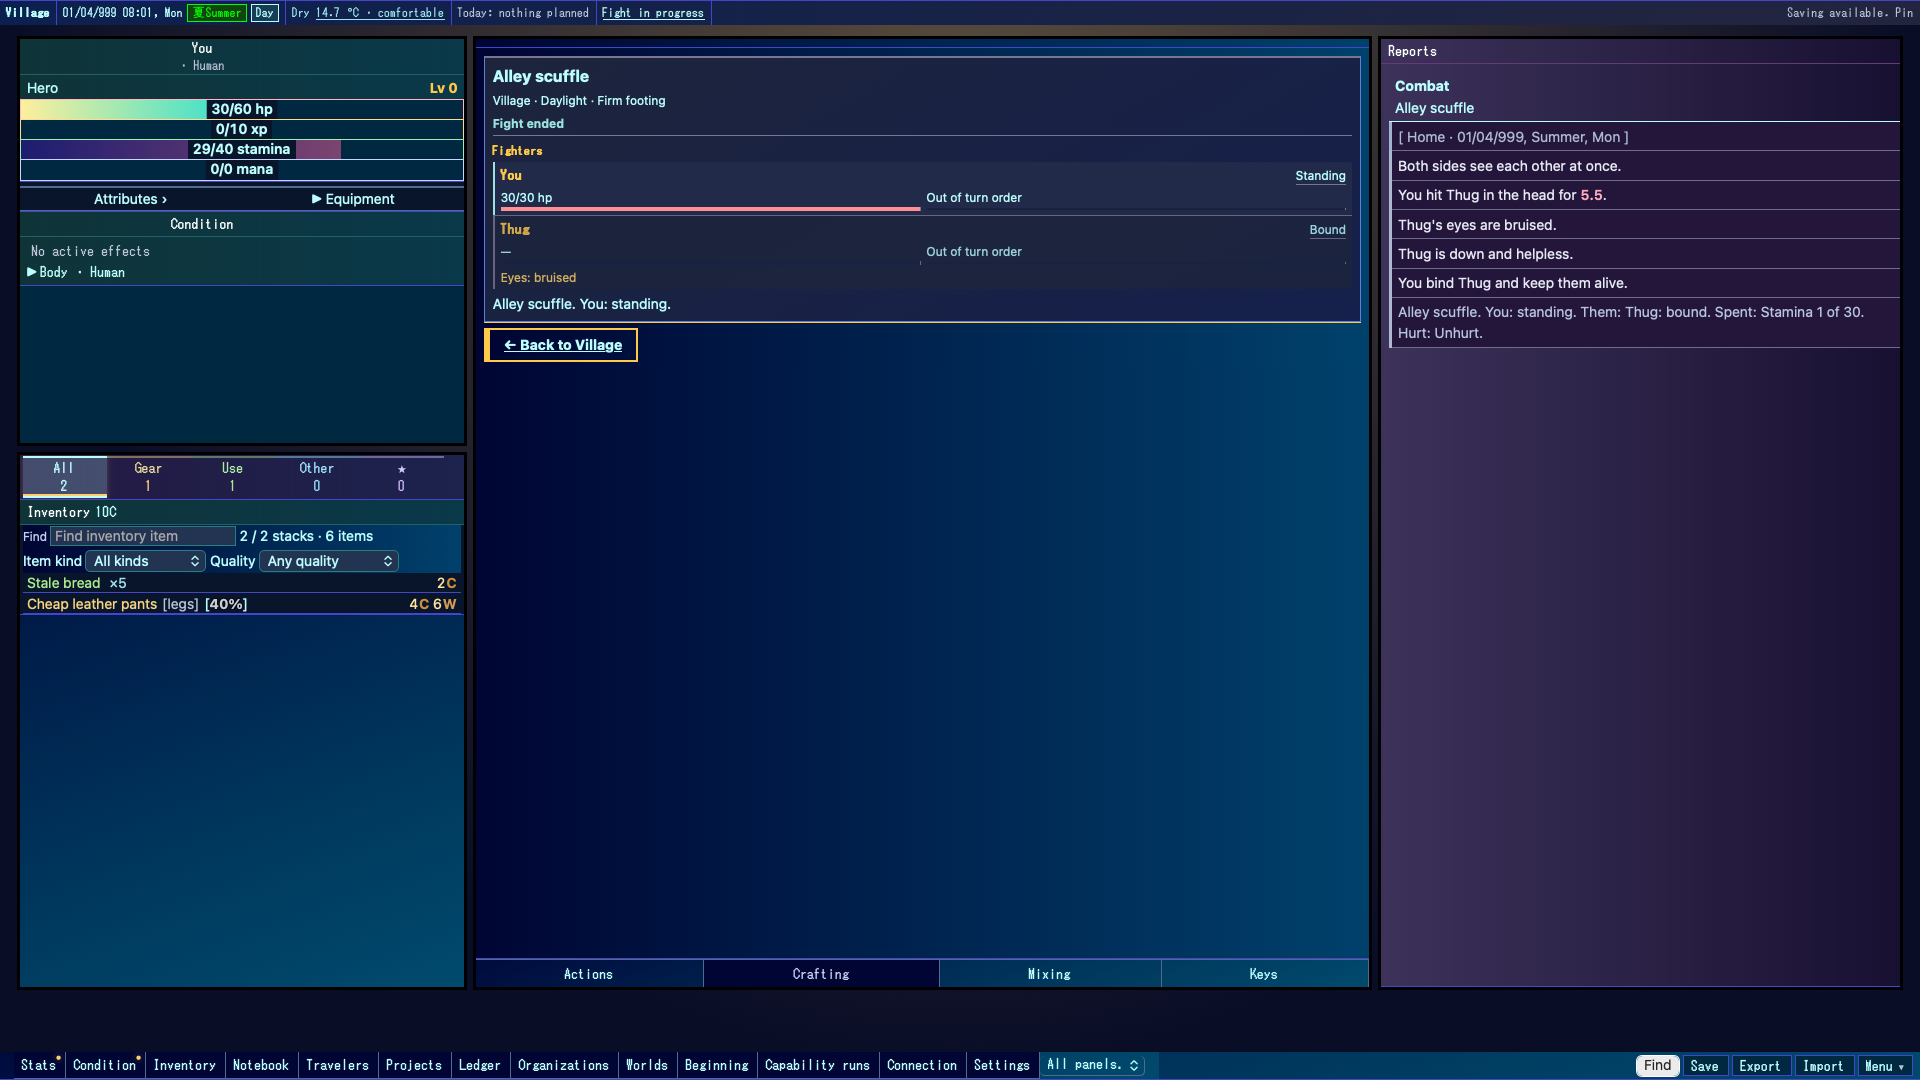 Village 01/04/999 08:01, Mon 夏Summer Day Dry 14.7 °C · comfortable Today: nothing planned Fight in progress Saving available. Pin
You
· Human
Hero Lv 0
30/60 hp
0/10 xp
29/40 stamina
0/0 mana
Attributes › ▶ Equipment
Condition
No active effects
▶Body · Human
All Gear Use Other ★
2 1 1 0 0
Inventory 10C
Find Find inventory item 2 / 2 stacks · 6 items
Item kind All kinds Quality Any quality
Stale bread ×5 2C
Cheap leather pants [legs] [40%] 4C 6W
Alley scuffle
Village · Daylight · Firm footing
Fight ended
Fighters
You Standing
30/30 hp Out of turn order
Thug Bound
— Out of turn order
Eyes: bruised
Alley scuffle. You: standing.
← Back to Village
Actions Crafting Mixing Keys
Reports
Combat
Alley scuffle
[ Home · 01/04/999, Summer, Mon ]
Both sides see each other at once.
You hit Thug in the head for 5.5.
Thug's eyes are bruised.
Thug is down and helpless.
You bind Thug and keep them alive.
Alley scuffle. You: standing. Them: Thug: bound. Spent: Stamina 1 of 30.
Hurt: Unhurt.
Stats Condition Inventory Notebook Travelers Projects Ledger Organizations Worlds Beginning Capability runs Connection Settings All panels. Find Save Export Import Menu ▾